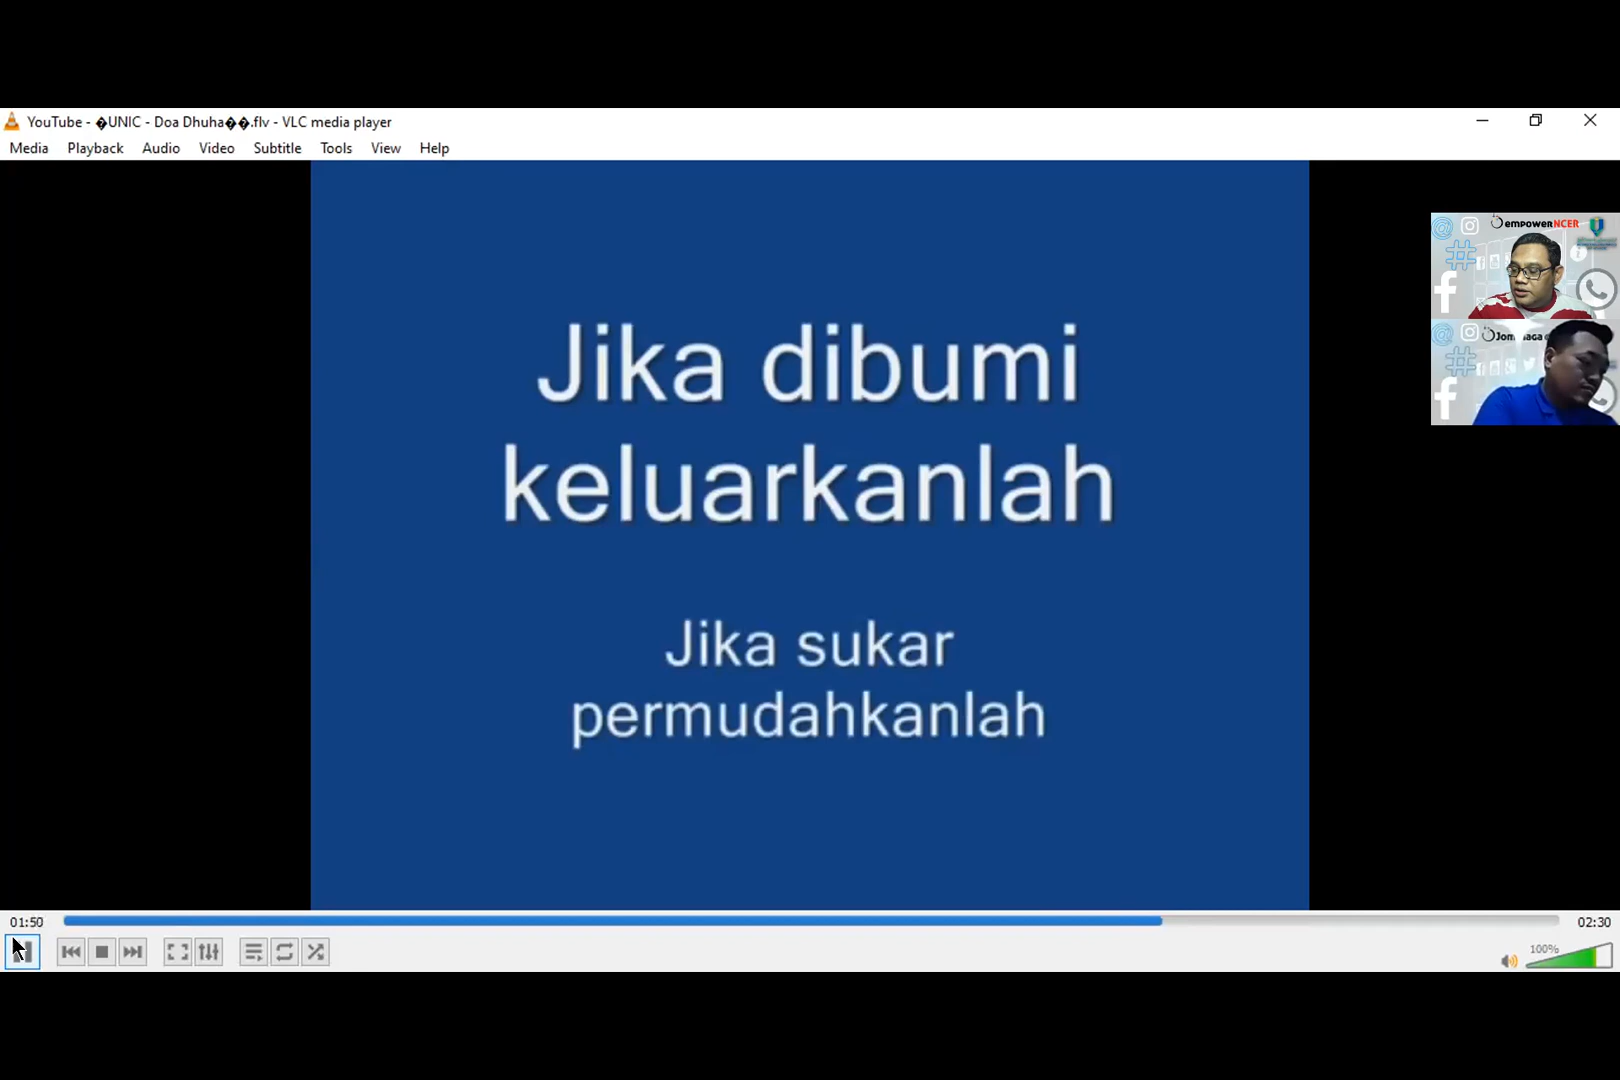 YouTube - �UNIC - Doa Dhuha��.flv - VLC media player
Media Playback Audio Video Subtitle Tools View Help
empowerNCER
Jika dibumi
keluarkanlah
Jika sukar
permudahkanlah
01:50
02:30
100%